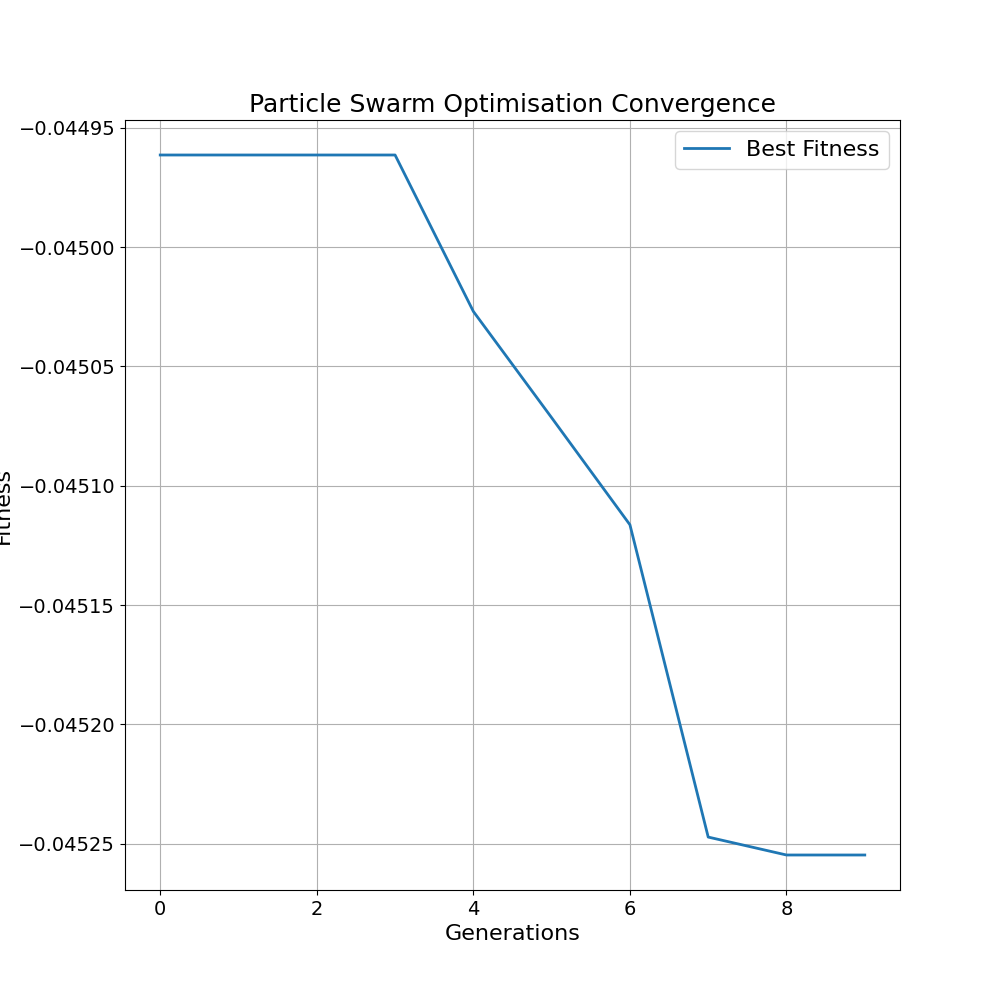 Particle Swarm Optimisation Convergence
Best Fitness
−0.04495
−0.04500
−0.04505
−0.04510
−0.04515
−0.04520
−0.04525
Fitness
0 2 4 6 8
Generations